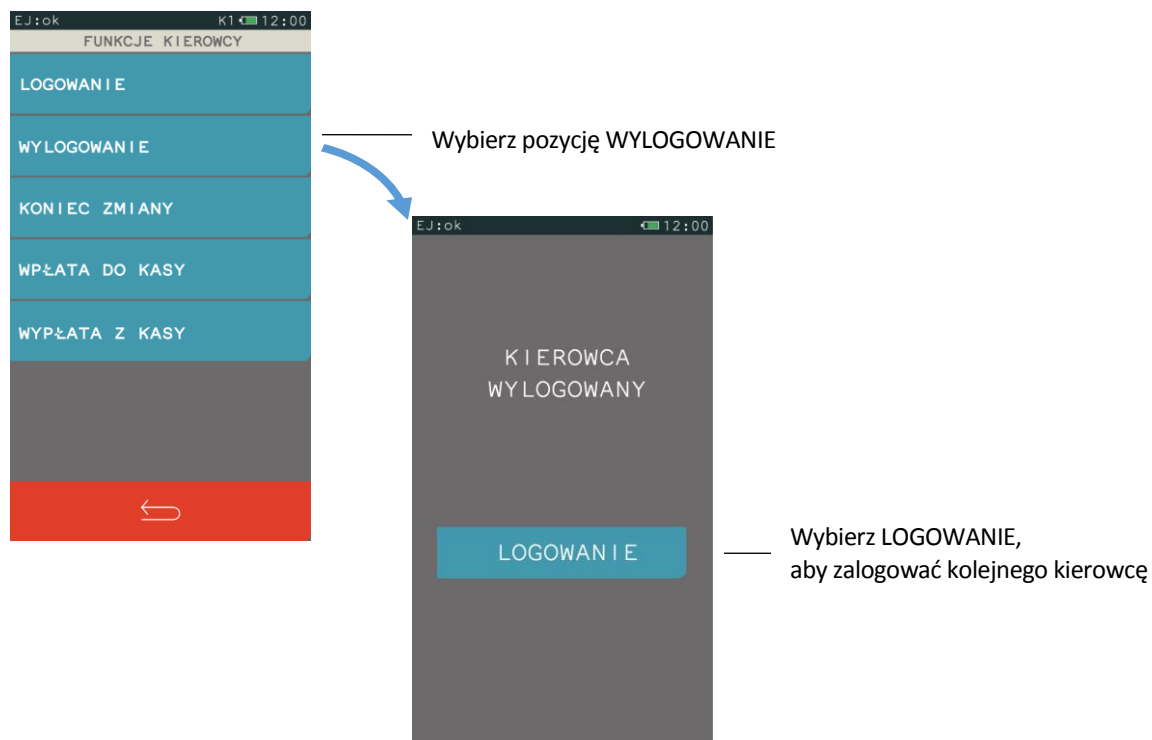 EJ:ok K1 12:00
FUNKCJE KIEROWCY
LOGOWANIE
WYLOGOWANIE
KONIEC ZMIANY
WPŁATA DO KASY
WYPŁATA Z KASY
Wybierz pozycję WYLOGOWANIE
EJ:ok 12:00
KIEROWCA
WYLOGOWANY
LOGOWANIE
Wybierz LOGOWANIE,
aby zalogować kolejnego kierowcę